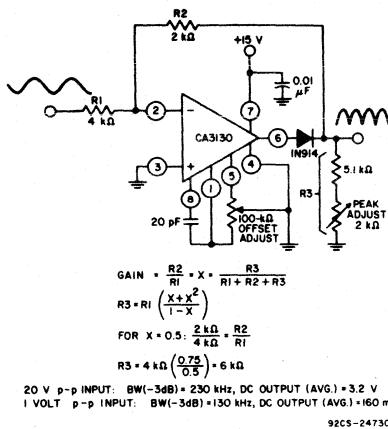 R2
2 kΩ
+15 V
0.01
μF
R1
4 kΩ
2
−
7
CA3130
6
1N914
3
+
8
1
5
4
5.1 kΩ
R3
20 pF
100-kΩ
OFFSET
ADJUST
PEAK
ADJUST
2 kΩ
GAIN = R2/R1 = X = R3/(R1 + R2 + R3)
R3 = R1 ((X + X²)/(1 − X))
FOR X = 0.5: 2 kΩ/4 kΩ = R2/R1
R3 = 4 kΩ (0.75/0.5) = 6 kΩ
20 V p-p INPUT: BW(-3dB) = 230 kHz, DC OUTPUT (AVG.) = 3.2 V
1 VOLT p-p INPUT: BW(-3dB) = 130 kHz, DC OUTPUT (AVG.) = 160 m
92CS-24730